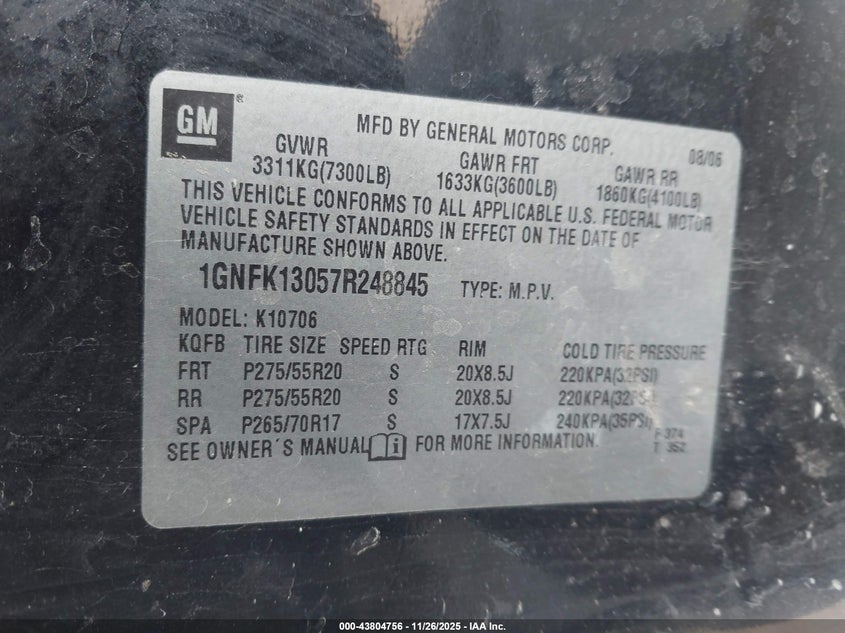 GM
MFD BY GENERAL MOTORS CORP. 08/06
GVWR GAWR FRT GAWR RR
3311KG(7300LB) 1633KG(3600LB) 1860KG(4100LB)
THIS VEHICLE CONFORMS TO ALL APPLICABLE U.S. FEDERAL MOTOR
VEHICLE SAFETY STANDARDS IN EFFECT ON THE DATE OF
MANUFACTURE SHOWN ABOVE.
1GNFK13057R248845 TYPE: M.P.V.
MODEL: K10706
KQFB TIRE SIZE SPEED RTG RIM COLD TIRE PRESSURE
FRT P275/55R20 S 20X8.5J 220KPA(32PSI)
RR P275/55R20 S 20X8.5J 220KPA(32PSI)
SPA P265/70R17 S 17X7.5J 240KPA(35PSI)
SEE OWNER´S MANUAL i FOR MORE INFORMATION.
F 374
T 352
000-43804756 - 11/26/2025 - IAA Inc.